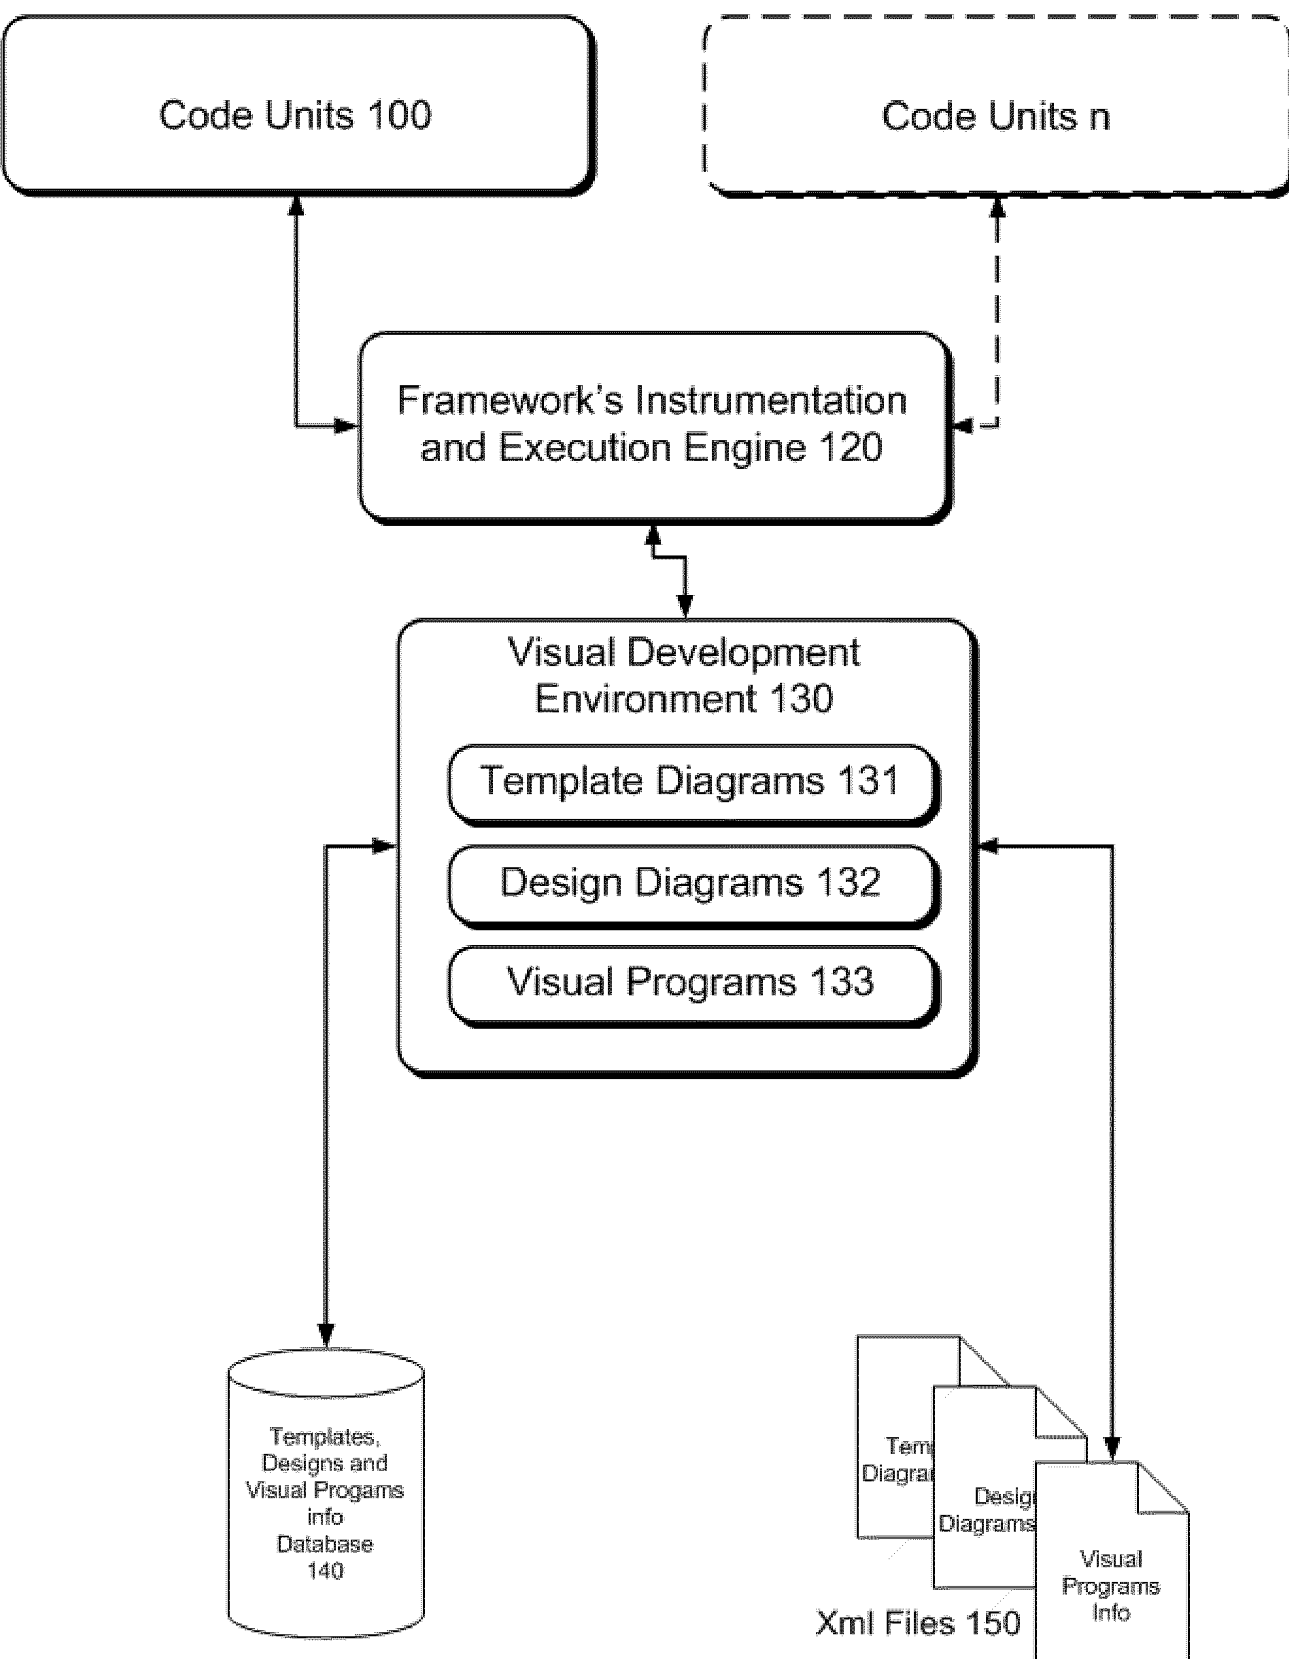 Code Units 100
Code Units n
Framework's Instrumentation
and Execution Engine 120
Visual Development
Environment 130
Template Diagrams 131
Design Diagrams 132
Visual Programs 133
Templates,
Designs and
Visual Progams
info
Database
140
Diagrams
Visual
Programs
Info
Xml Files 150